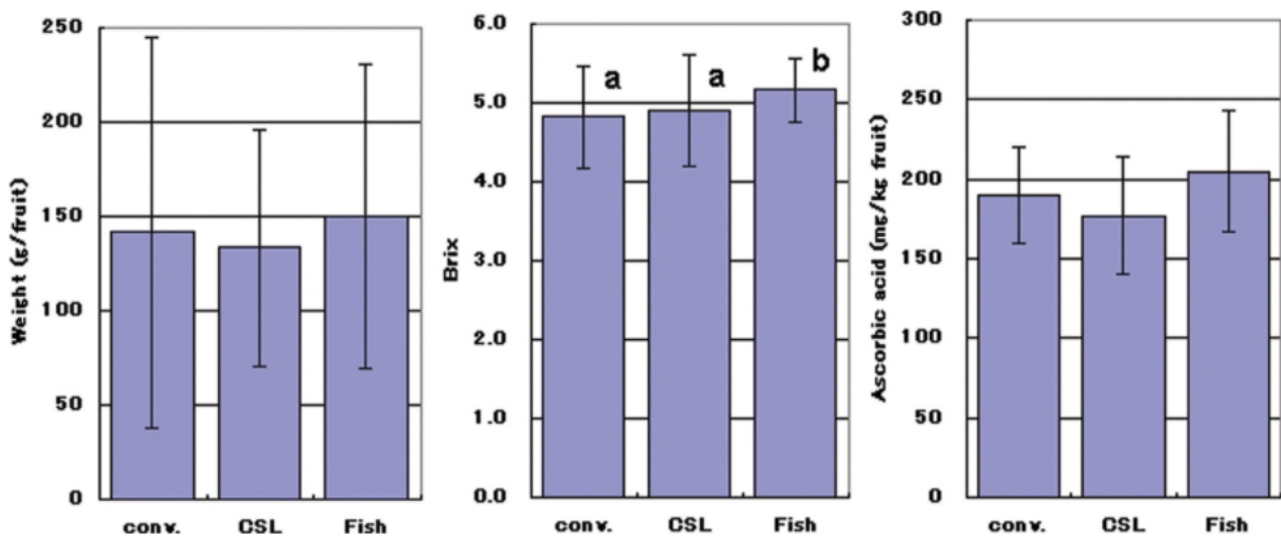 Weight (g/fruit)
250
200
150
100
50
0
conv. CSL Fish
Brix
6.0
5.0
4.0
3.0
2.0
1.0
0.0
a a b
conv. CSL Fish
Ascorbic acid (mg/kg fruit)
300
250
200
150
100
50
0
conv. CSL Fish